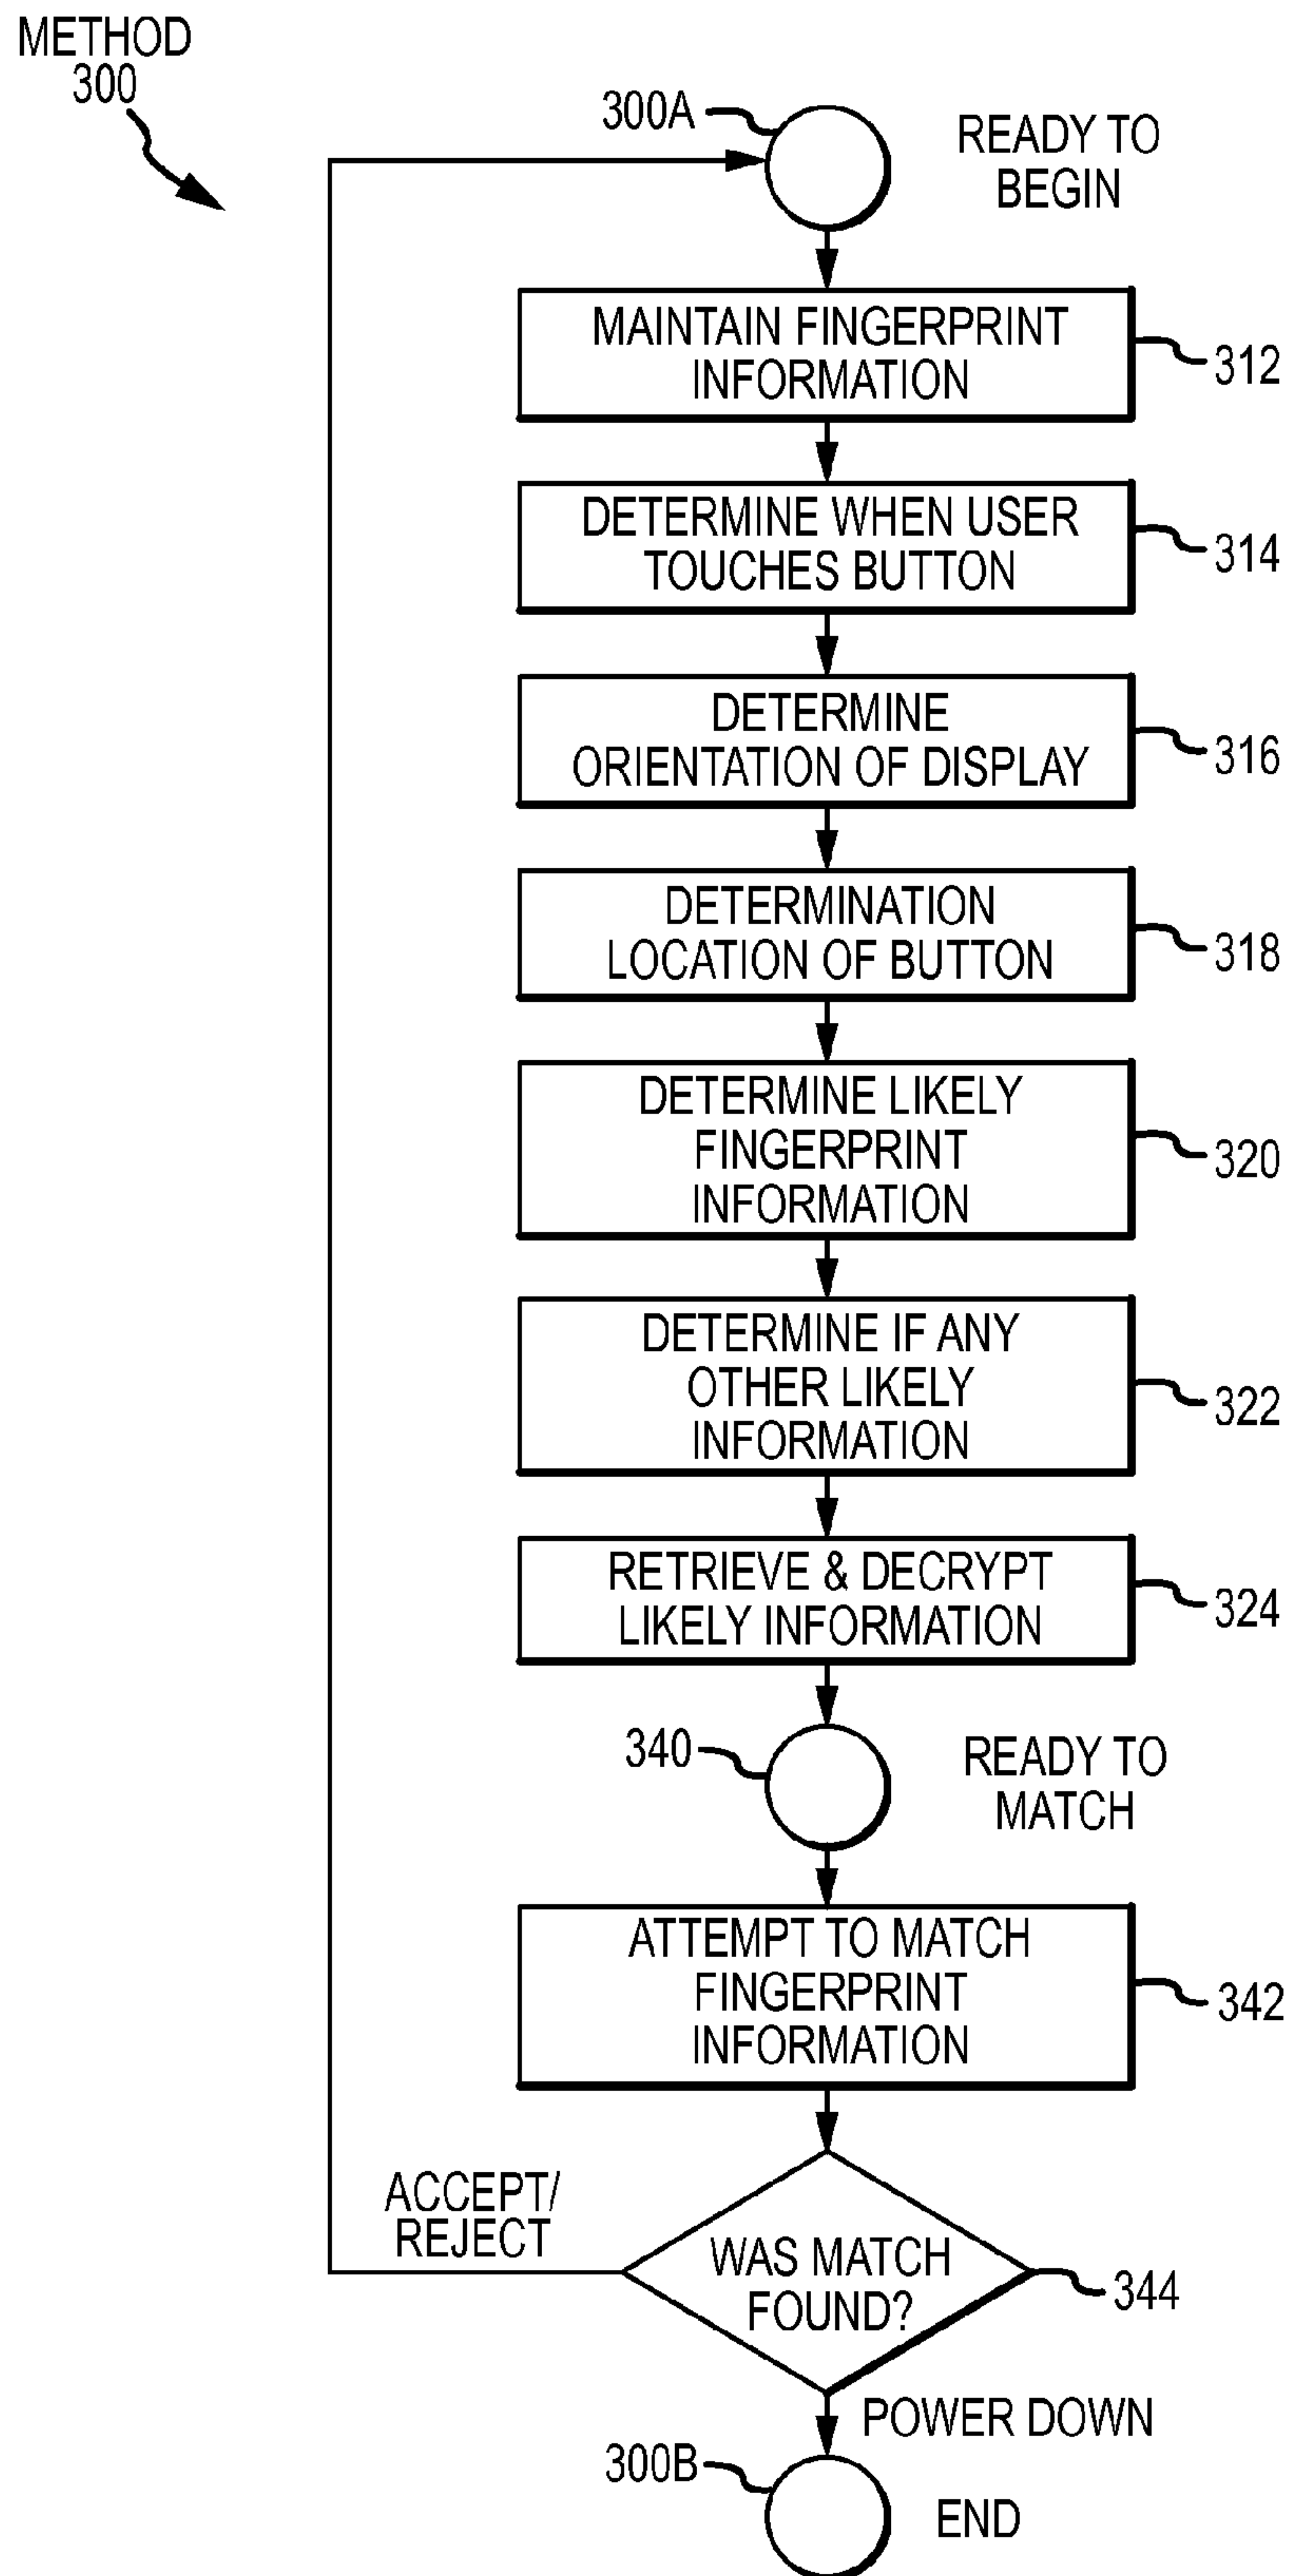 METHOD
300
300A
READY TO
BEGIN
MAINTAIN FINGERPRINT
INFORMATION
312
DETERMINE WHEN USER
TOUCHES BUTTON
314
DETERMINE
ORIENTATION OF DISPLAY
316
DETERMINATION
LOCATION OF BUTTON
318
DETERMINE LIKELY
FINGERPRINT
INFORMATION
320
DETERMINE IF ANY
OTHER LIKELY
INFORMATION
322
RETRIEVE & DECRYPT
LIKELY INFORMATION
324
340
READY TO
MATCH
ATTEMPT TO MATCH
FINGERPRINT
INFORMATION
342
ACCEPT/
REJECT
WAS MATCH
FOUND?
344
POWER DOWN
300B
END